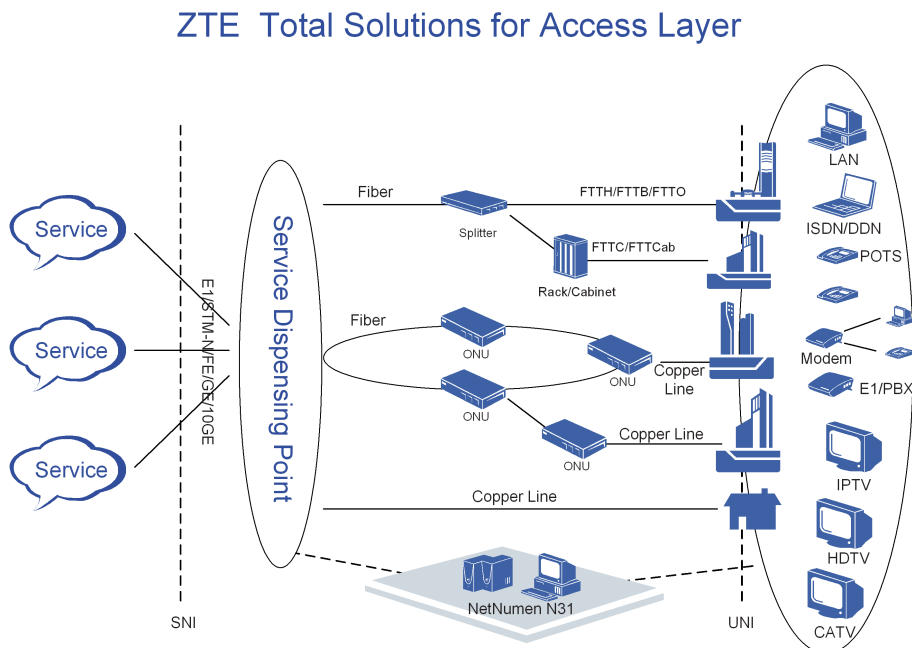 ZTE  Total Solutions for Access Layer
Service
Service
Service
E1/STM-N/FE/GE/10GE
SNI
Service Dispensing Point
Fiber
Splitter
FTTH/FTTB/FTTO
FTTC/FTTCab
Rack/Cabinet
Fiber
ONU
ONU
ONU
ONU
Copper
Line
Copper Line
Copper Line
NetNumen N31
UNI
LAN
ISDN/DDN
POTS
Modem
E1/PBX
IPTV
HDTV
CATV